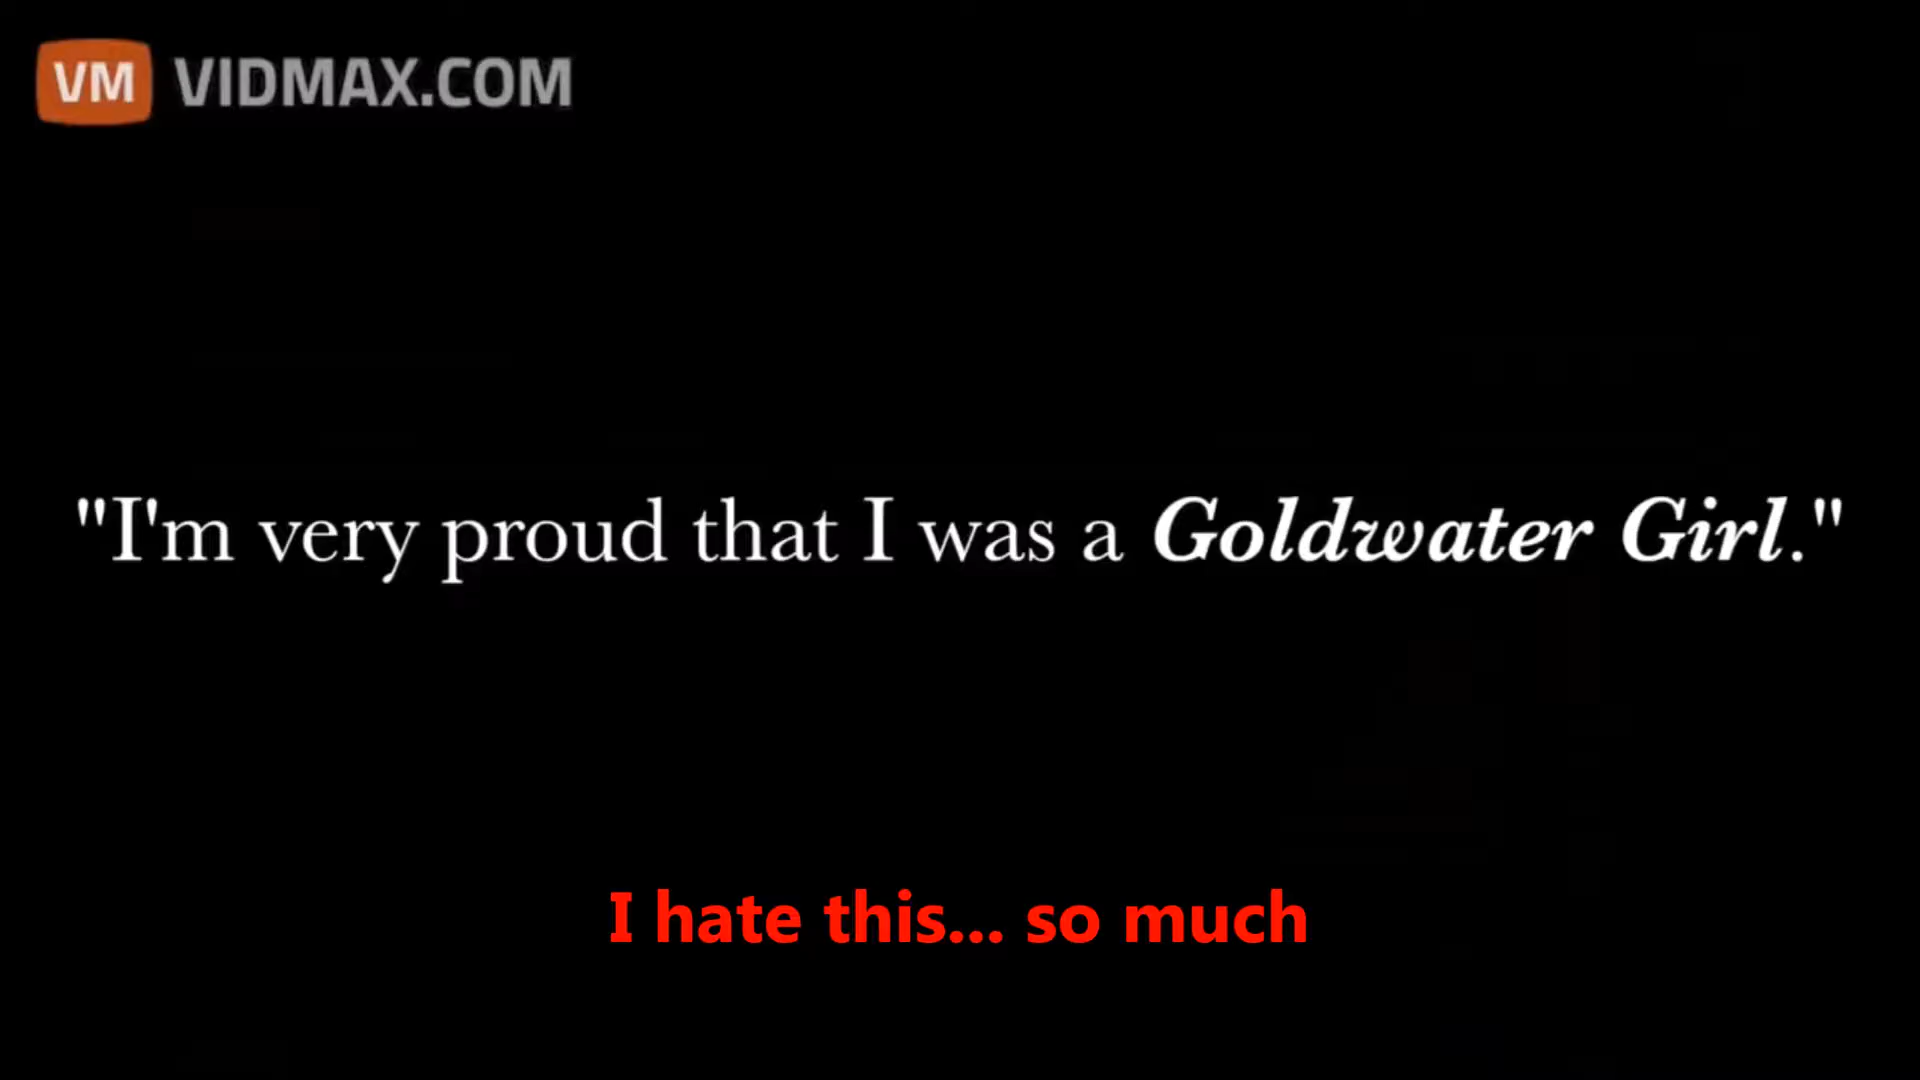 VM VIDMAX.COM
"I'm very proud that I was a Goldwater Girl."
I hate this... so much